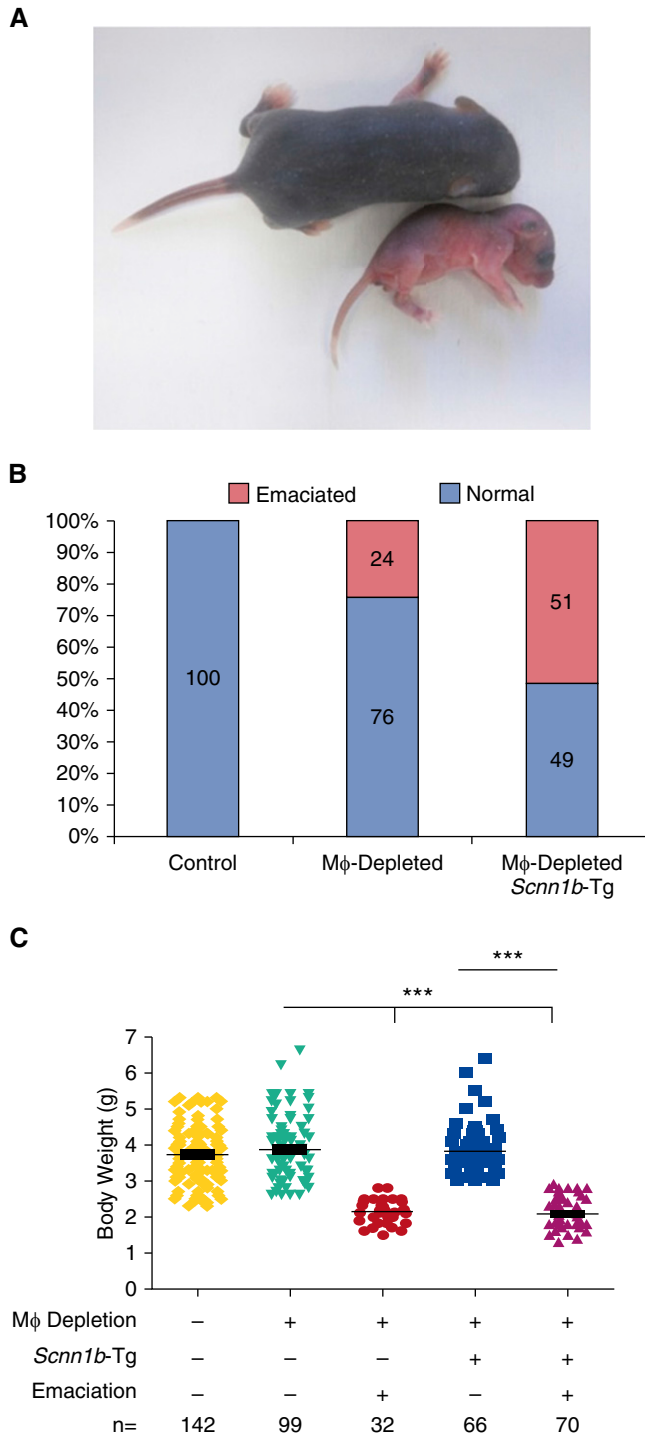 A
B
Emaciated Normal
100%
90%
80%
70%
60%
50%
40%
30%
20%
10%
0%
100
24
76
51
49
Control
Mϕ-Depleted
Mϕ-Depleted
Scnn1b-Tg
C
***
***
Body Weight (g)
7
6
5
4
3
2
1
0
Mϕ Depletion – + + + +
Scnn1b-Tg – – – + +
Emaciation – – + – +
n= 142 99 32 66 70